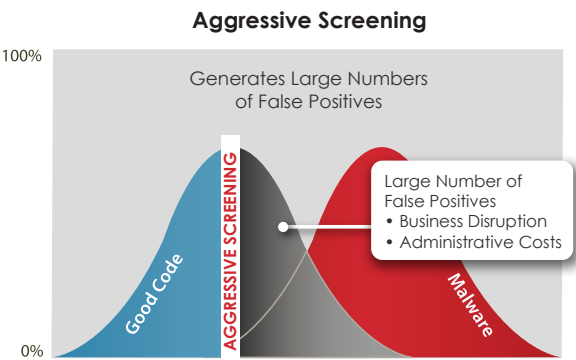 Aggressive Screening
100%
Generates Large Numbers
of False Positives
AGGRESSIVE SCREENING
Large Number of
False Positives
• Business Disruption
• Administrative Costs
Good Code
Malware
0%